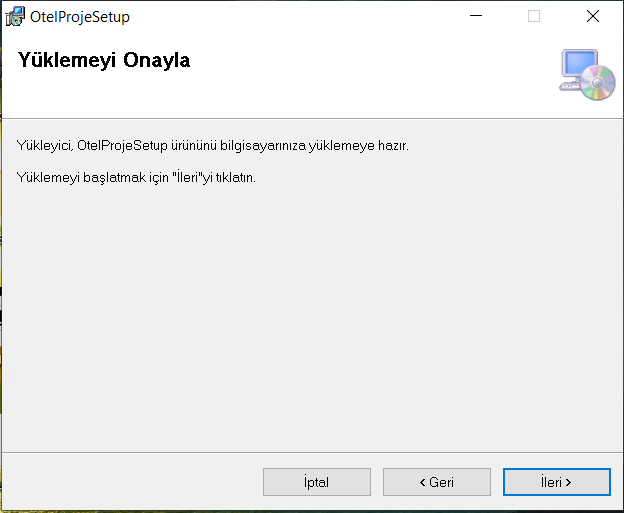 OtelProjeSetup
Yüklemeyi Onayla
Yükleyici, OtelProjeSetup ürününü bilgisayarınıza yüklemeye hazır.
Yüklemeyi başlatmak için "İleri"yi tıklatın.
İptal
< Geri
İleri >